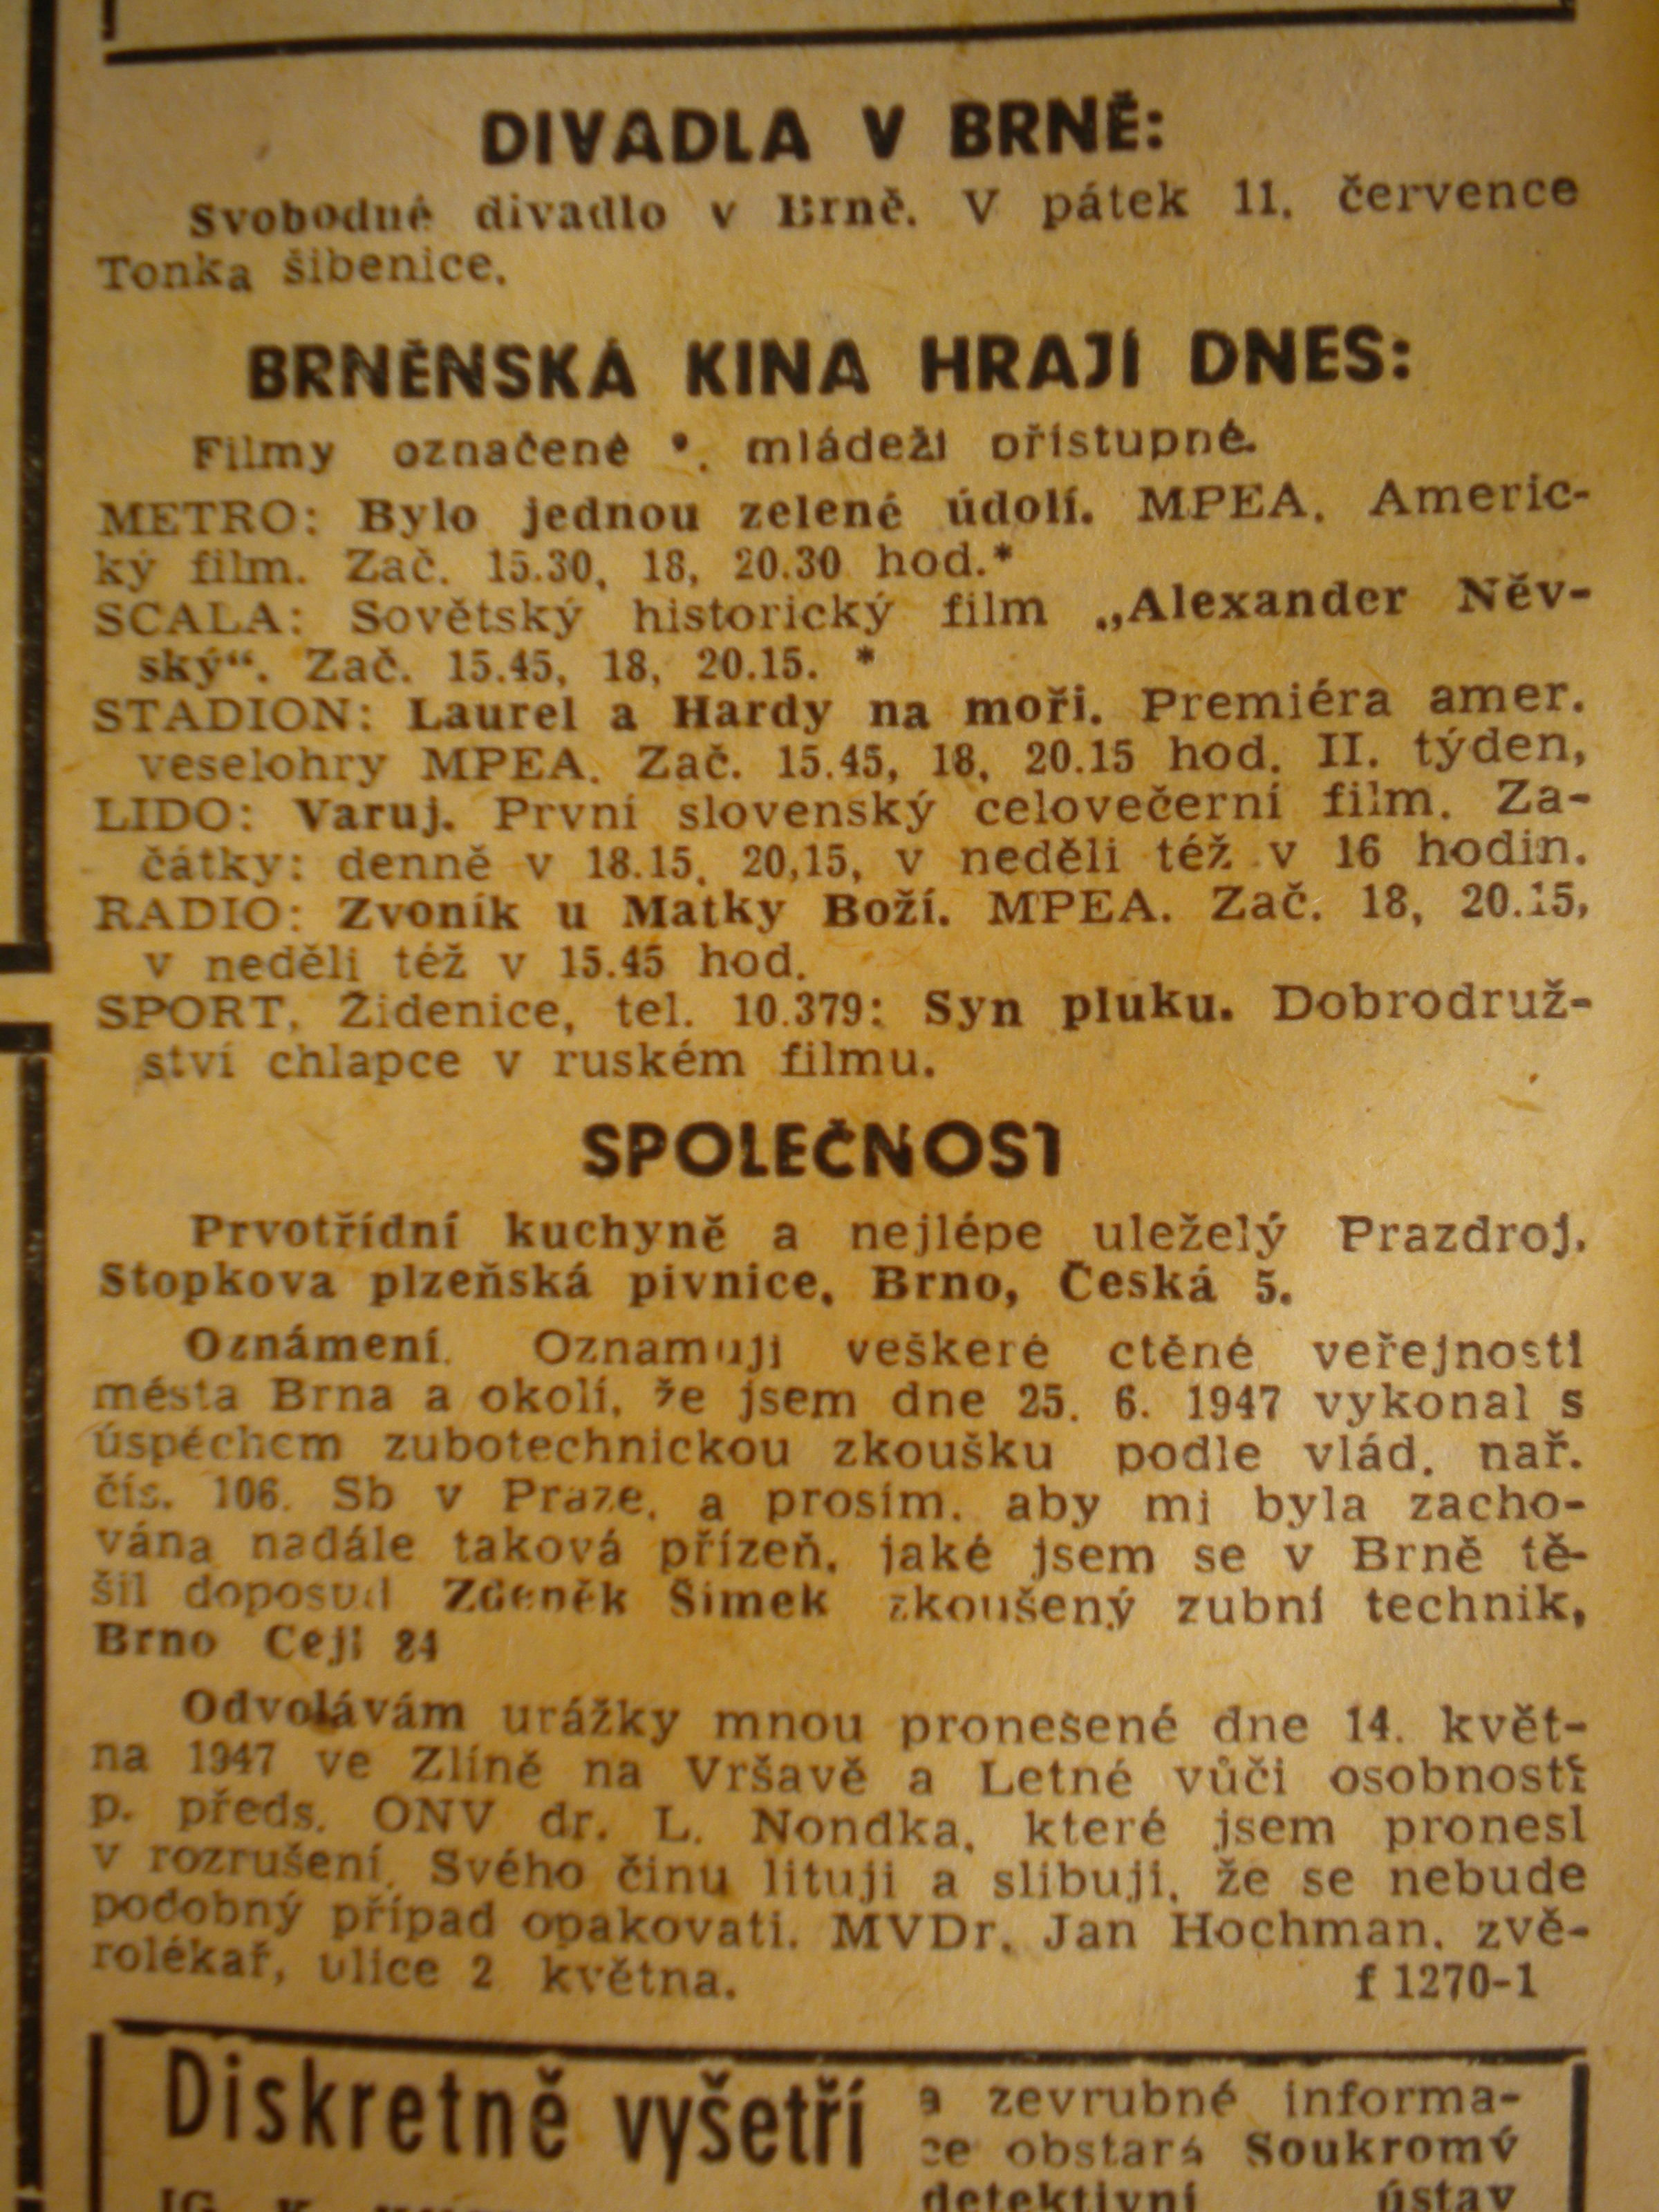 DIVADLA V BRNĚ:
Svobodné divadlo v Brně. V pátek 11. července
Tonka šibenice.
BRNĚNSKÁ KINA HRAJÍ DNES:
Filmy označené *, mládeži přístupné.
METRO: Bylo jednou zelené údolí. MPEA. Americ-
ký film. Zač. 15.30, 18, 20.30 hod.*
SCALA: Sovětský historický film „Alexander Něv-
ský“. Zač. 15.45, 18, 20.15. *
STADION: Laurel a Hardy na moři. Premiéra amer.
veselohry MPEA. Zač. 15.45, 18, 20.15 hod. II. týden,
LIDO: Varuj. První slovenský celovečerní film. Za-
čátky: denně v 18.15, 20,15, v neděli též v 16 hodin.
RADIO: Zvoník u Matky Boží. MPEA. Zač. 18, 20.15,
v neděli též v 15.45 hod.
SPORT, Židenice, tel. 10.379: Syn pluku. Dobrodruž-
ství chlapce v ruském filmu.
SPOLEČNOST
Prvotřídní kuchyně a nejlépe uleželý Prazdroj.
Stopkova plzeňská pivnice, Brno, Česká 5.
Oznámení. Oznamuji veškeré ctěné veřejnosti
města Brna a okolí, že jsem dne 25. 6. 1947 vykonal s
úspěchem zubotechnickou zkoušku podle vlád. nař.
čís. 106. Sb v Praze, a prosím, aby mi byla zacho-
vána nadále taková přízeň, jaké jsem se v Brně tě-
šil doposud Zdeněk Šimek zkoušený zubní technik,
Brno Cejl 84
Odvolávám urážky mnou pronešené dne 14. květ-
na 1947 ve Zlíně na Vršavě a Letné vůči osobnosti
p. předs. ONV dr. L. Nondka, které jsem pronesl
v rozrušení. Svého činu lituji a slibuji, že se nebude
podobný případ opakovati. MVDr. Jan Hochman, zvě-
rolékař, ulice 2 května. f 1270-1
Diskretně vyšetří
a zevrubné informa-
ce obstará Soukromý
detektivní ústav